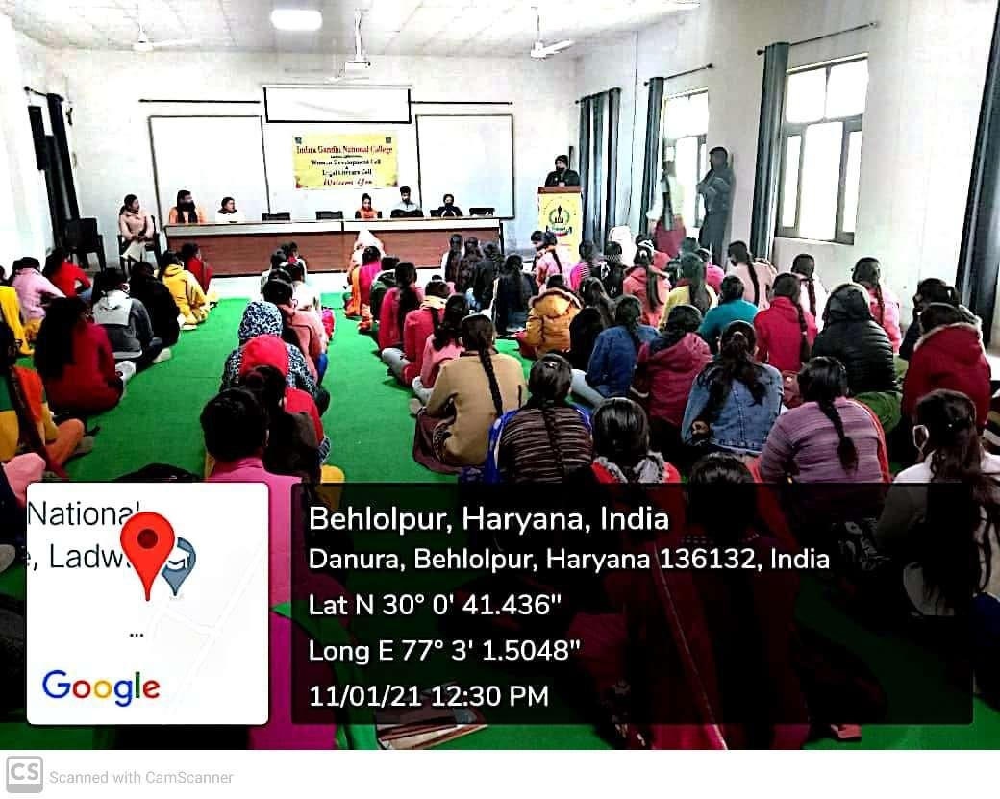 Indira Gandhi National College
Women Development Cell
&
Legal Literacy Cell
Welcome You
National
, Ladw
...
Google
Behlolpur, Haryana, India
Danura, Behlolpur, Haryana 136132, India
Lat N 30° 0' 41.436"
Long E 77° 3' 1.5048"
11/01/21 12:30 PM
CS Scanned with CamScanner